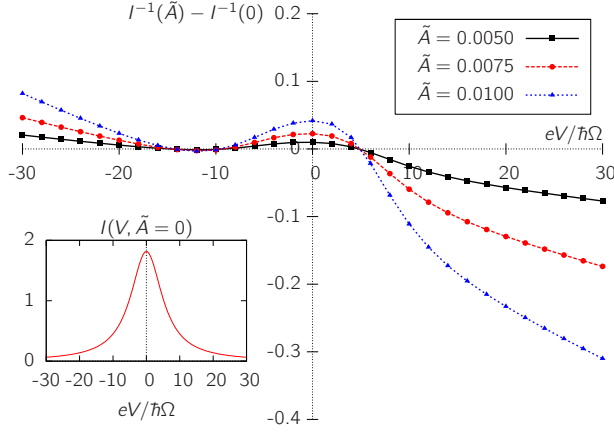 I⁻¹(Ã) − I⁻¹(0)
0.2
0.1
0
-0.1
-0.2
-0.3
-0.4
Ã = 0.0050
Ã = 0.0075
Ã = 0.0100
eV/ħΩ
-30 -20 -10 0 10 20 30
I(V, Ã = 0)
2
1
0
-30 -20 -10 0 10 20 30
eV/ħΩ